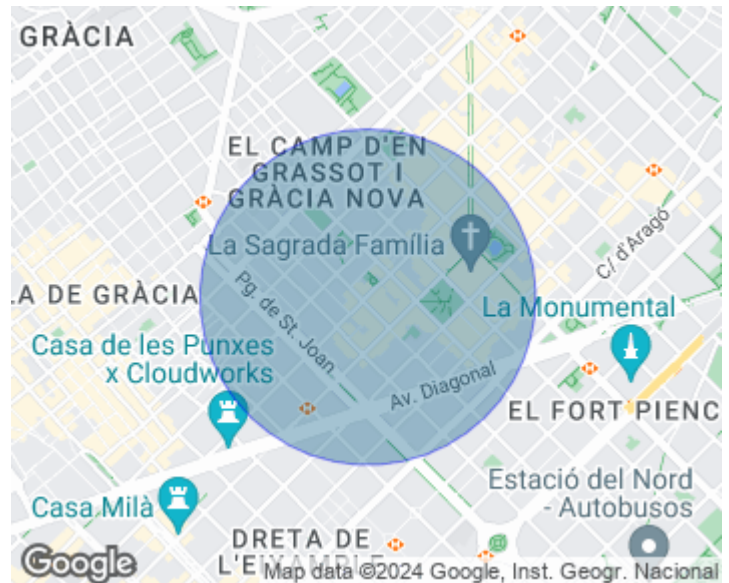 GRÀCIA
EL CAMP D'EN
GRASSOT I
GRÀCIA NOVA
La Sagrada Família
C/ d'Aragó
.A DE GRÀCIA
Pg. de St. Joan
La Monumental
Casa de les Punxes
x Cloudworks
Av. Diagonal
EL FORT PIENC
Estació del Nord
- Autobusos
Casa Milà
DRETA DE
L'EIXAMPLE
Google
Map data ©2024 Google, Inst. Geogr. Nacional